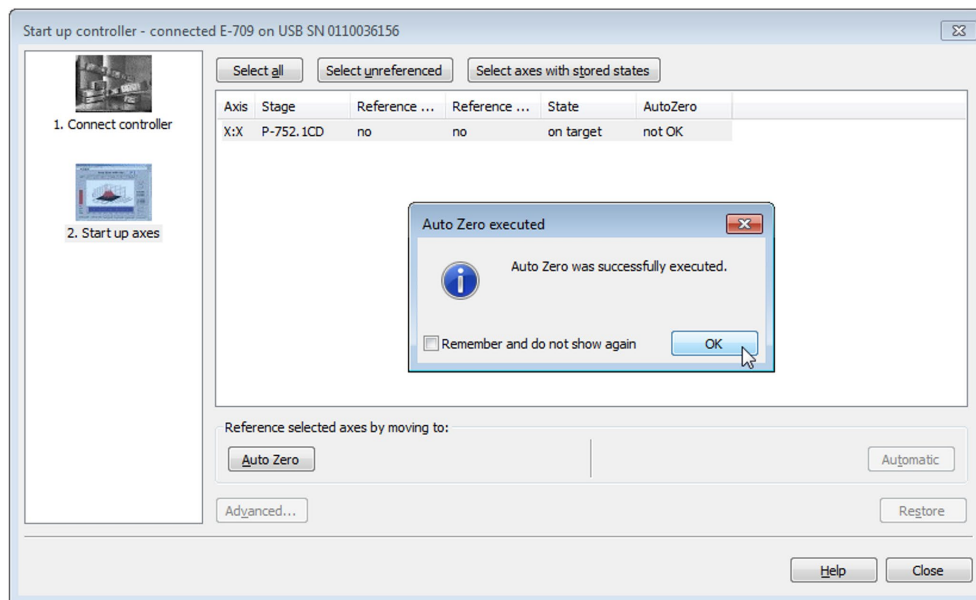 Start up controller - connected E-709 on USB SN 0110036156
1. Connect controller
2. Start up axes
Select all Select unreferenced Select axes with stored states
Axis Stage Reference ... Reference ... State AutoZero
X:X P-752.1CD no no on target not OK
Auto Zero executed
Auto Zero was successfully executed.
Remember and do not show again OK
Reference selected axes by moving to:
Auto Zero Automatic
Advanced... Restore
Help Close